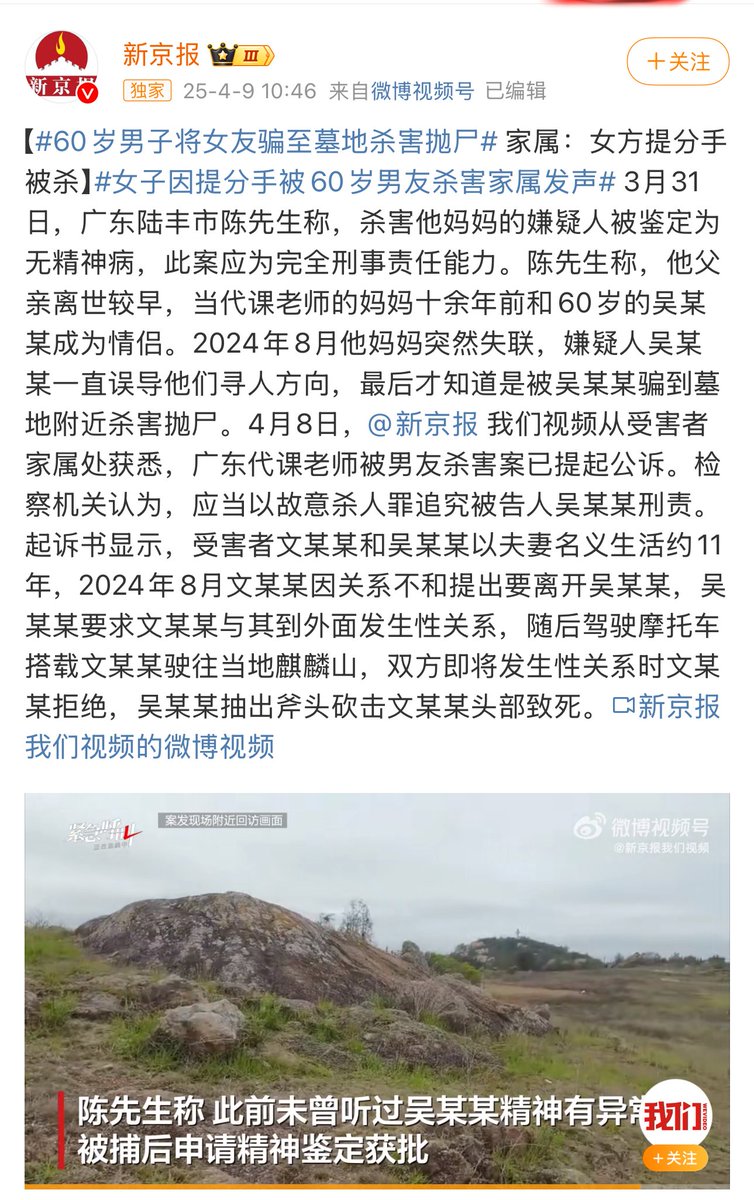 新京报
新京报 III
+关注
独家 25-4-9 10:46 来自微博视频号 已编辑
【#60岁男子将女友骗至墓地杀害抛尸# 家属：女方提分手
被杀】#女子因提分手被60岁男友杀害家属发声# 3月31
日，广东陆丰市陈先生称，杀害他妈妈的嫌疑人被鉴定为
无精神病，此案应为完全刑事责任能力。陈先生称，他父
亲离世较早，当代课老师的妈妈十余年前和60岁的吴某
某成为情侣。2024年8月他妈妈突然失联，嫌疑人吴某
某一直误导他们寻人方向，最后才知道是被吴某某骗到墓
地附近杀害抛尸。4月8日，@新京报 我们视频从受害者
家属处获悉，广东代课老师被男友杀害案已提起公诉。检
察机关认为，应当以故意杀人罪追究被告人吴某某刑责。
起诉书显示，受害者文某某和吴某某以夫妻名义生活约11
年，2024年8月文某某因关系不和提出要离开吴某某，吴
某某要求文某某与其到外面发生性关系，随后驾驶摩托车
搭载文某某驶往当地麒麟山，双方即将发生性关系时文某
某拒绝，吴某某抽出斧头砍击文某某头部致死。新京报
我们视频的微博视频
案发现场附近回访画面
微博视频号
@新京报我们视频
陈先生称 此前未曾听过吴某某精神有异常
被捕后申请精神鉴定获批
我们 WEVIDEO
+关注